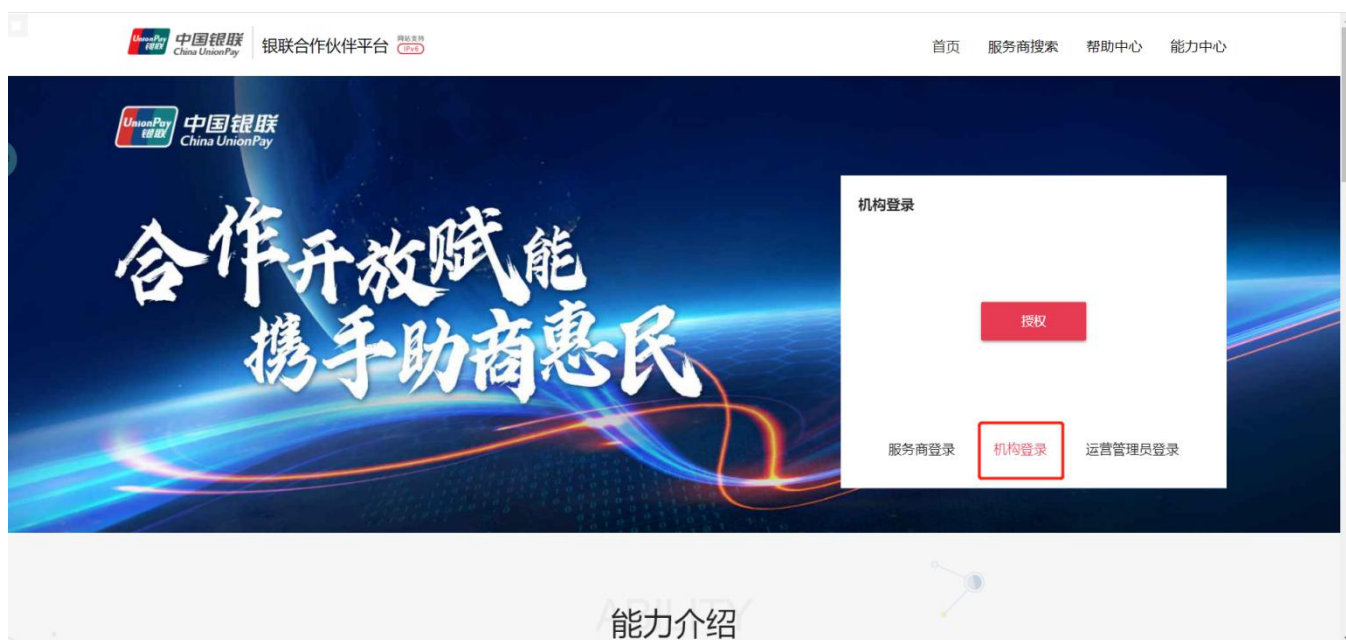 UnionPay 银联 中国银联 China UnionPay 银联合作伙伴平台 网站支持 IPv6 首页 服务商搜索 帮助中心 能力中心
UnionPay 银联 中国银联 China UnionPay
机构登录
合作开放赋能
携手助商惠民
授权
服务商登录 机构登录 运营管理员登录
ABILITY
能力介绍